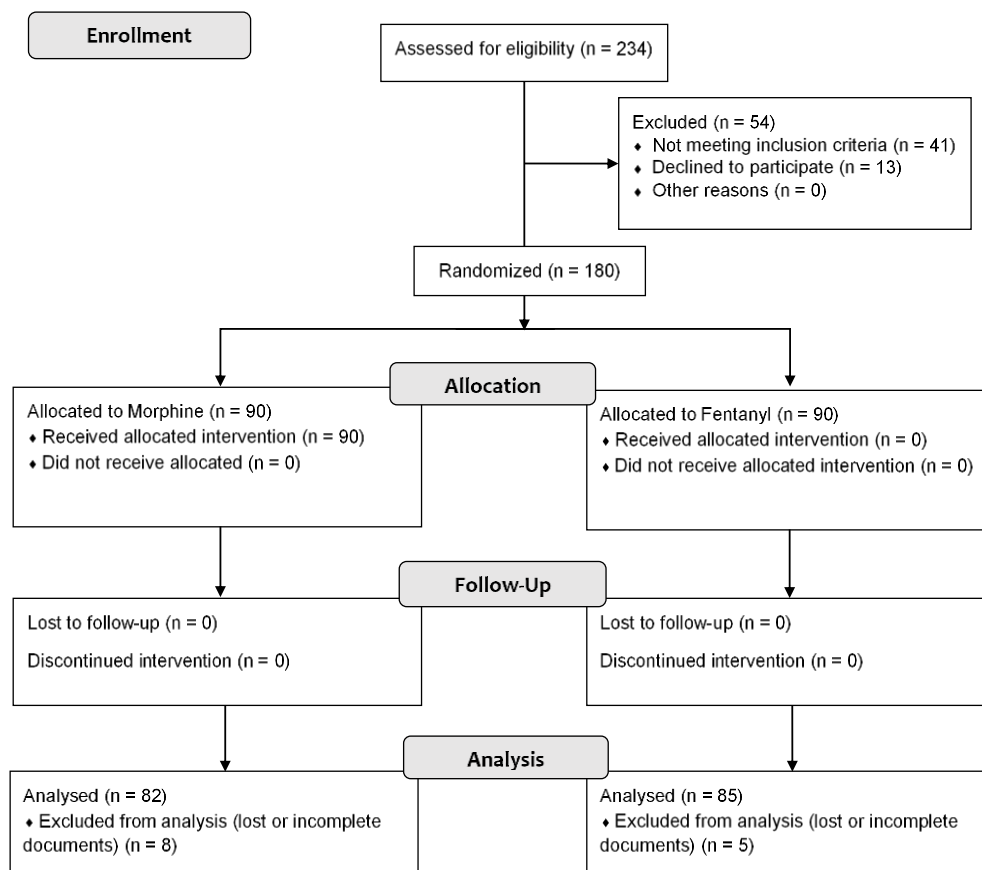 Enrollment
Assessed for eligibility (n = 234)
Excluded (n = 54)
♦ Not meeting inclusion criteria (n = 41)
♦ Declined to participate (n = 13)
♦ Other reasons (n = 0)
Randomized (n = 180)
Allocation
Allocated to Morphine (n = 90)
♦ Received allocated intervention (n = 90)
♦ Did not receive allocated (n = 0)
Allocated to Fentanyl (n = 90)
♦ Received allocated intervention (n = 0)
♦ Did not receive allocated intervention (n = 0)
Follow-Up
Lost to follow-up (n = 0)
Discontinued intervention (n = 0)
Lost to follow-up (n = 0)
Discontinued intervention (n = 0)
Analysis
Analysed (n = 82)
♦ Excluded from analysis (lost or incomplete
documents) (n = 8)
Analysed (n = 85)
♦ Excluded from analysis (lost or incomplete
documents) (n = 5)